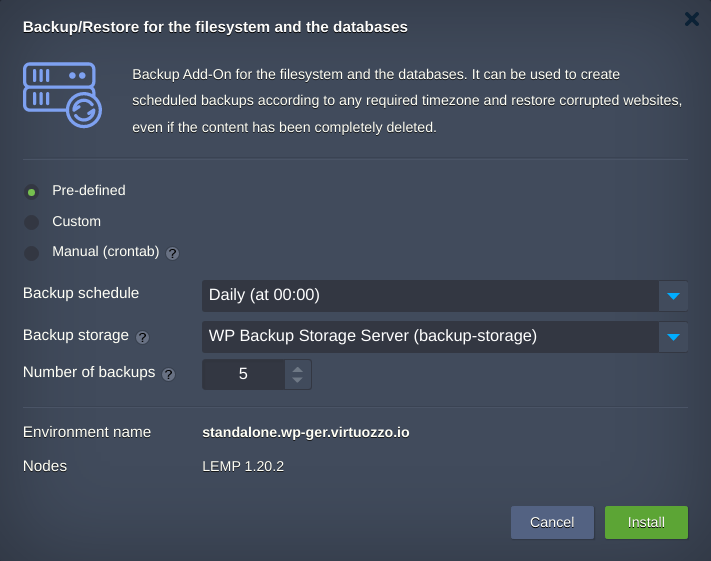 Backup/Restore for the filesystem and the databases
Backup Add-On for the filesystem and the databases. It can be used to create
scheduled backups according to any required timezone and restore corrupted websites,
even if the content has been completely deleted.
Pre-defined
Custom
Manual (crontab) ?
Backup schedule Daily (at 00:00)
Backup storage ? WP Backup Storage Server (backup-storage)
Number of backups ? 5
Environment name standalone.wp-ger.virtuozzo.io
Nodes LEMP 1.20.2
Cancel Install